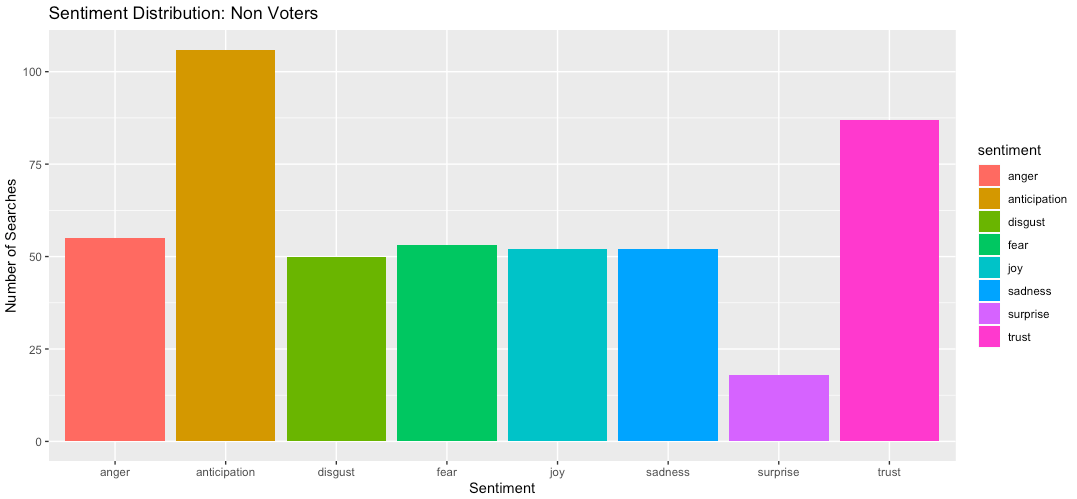 Sentiment Distribution: Non Voters
Number of Searches
100
75
50
25
0
anger anticipation disgust fear joy sadness surprise trust
Sentiment
sentiment
anger
anticipation
disgust
fear
joy
sadness
surprise
trust